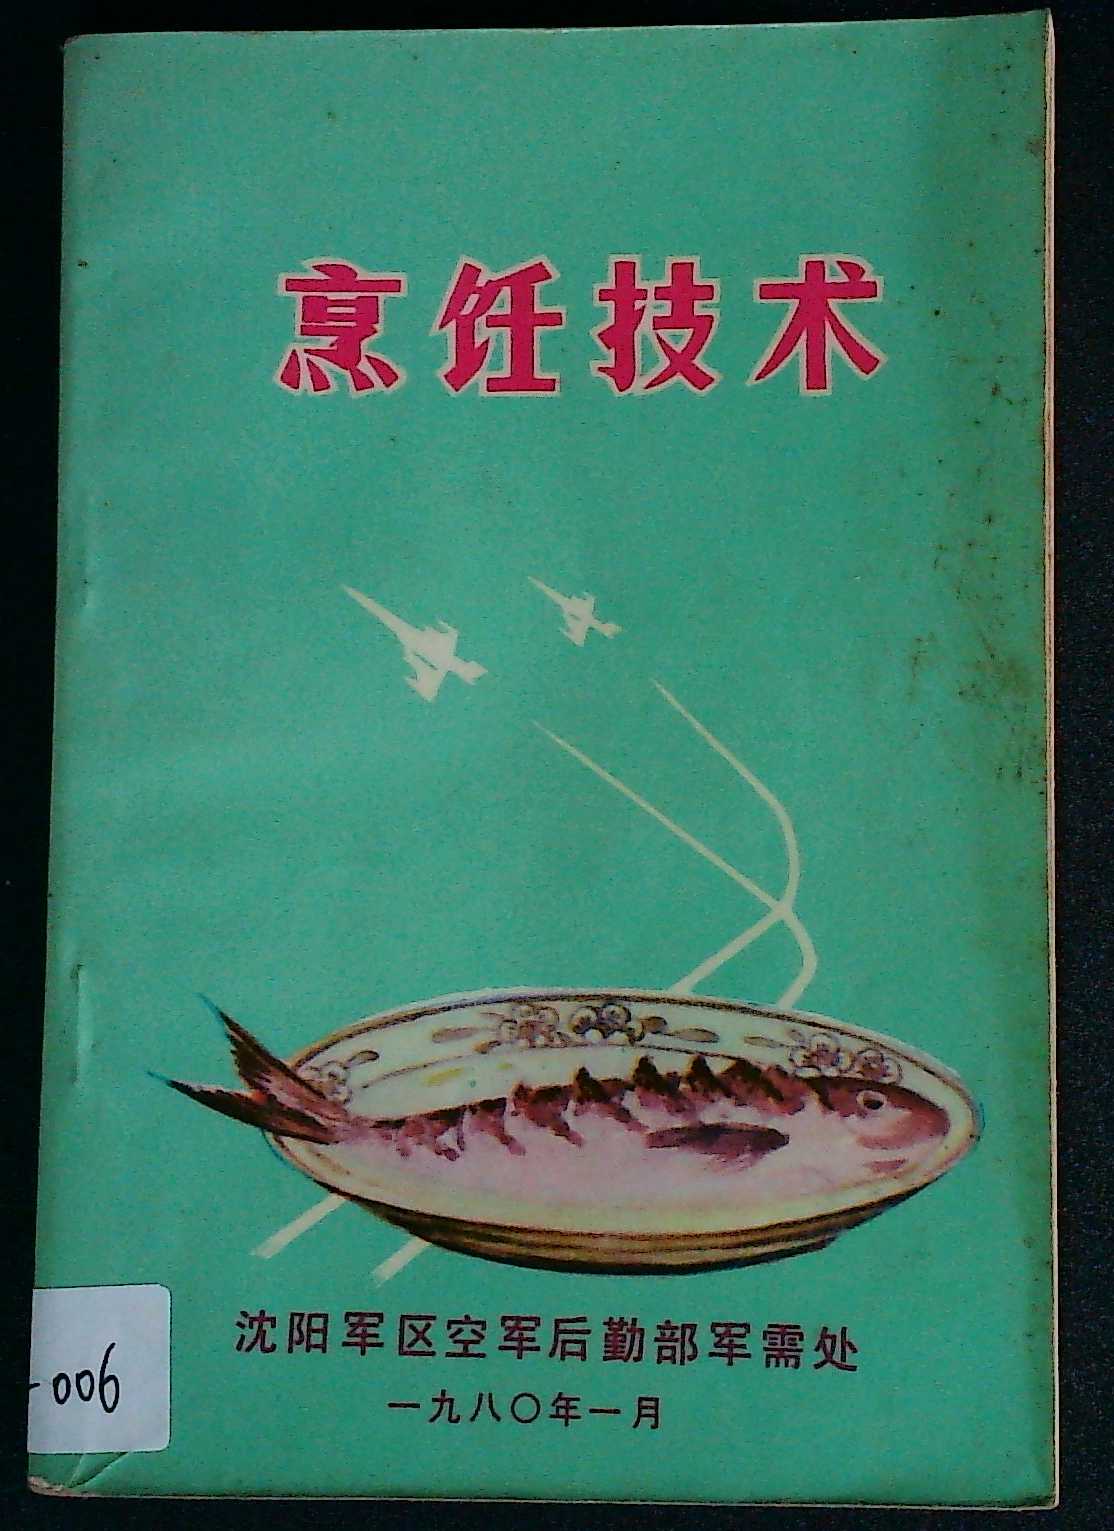 烹饪技术
沈阳军区空军后勤部军需处
一九八〇年一月
-006